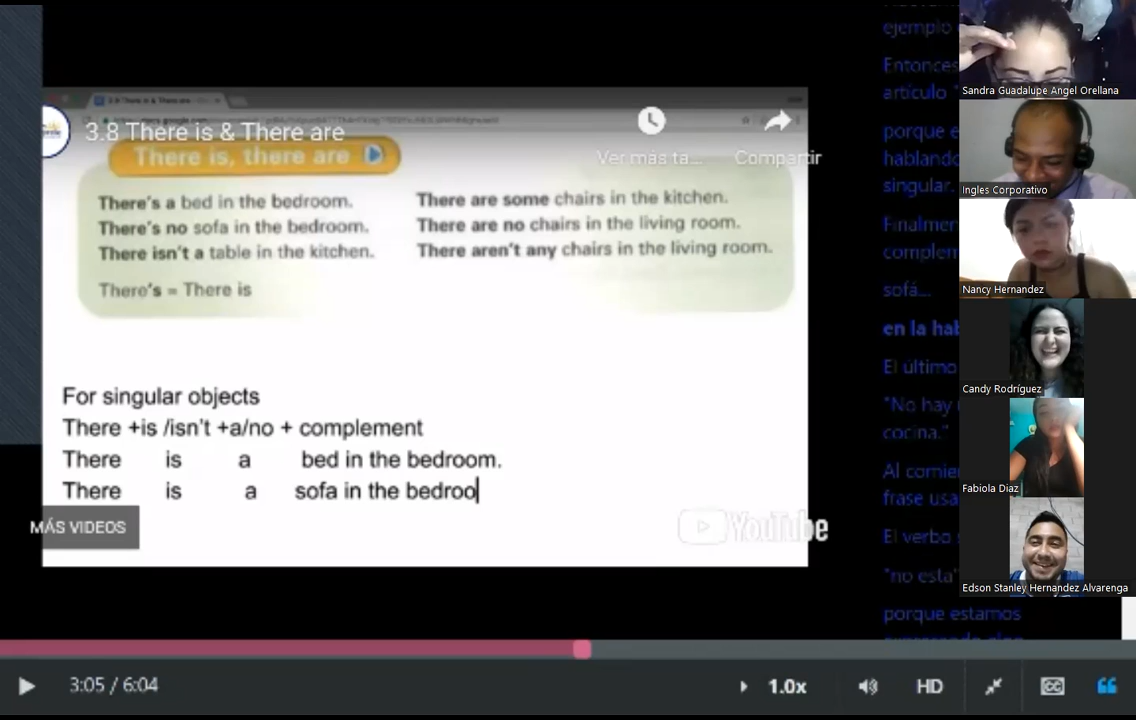 3.8 There is & There are
Ver más ta...
Compartir
There is, there are
There's a bed in the bedroom.
There's no sofa in the bedroom.
There isn't a table in the kitchen.
There's = There is
There are some chairs in the kitchen.
There are no chairs in the living room.
There aren't any chairs in the living room.
For singular objects
There +is /isn't +a/no + complement
There is a bed in the bedroom.
There is a sofa in the bedroo
MÁS VIDEOS
YouTube
ejemplo
Entonces
artículo "
porque e
hablando
singular.
Finalmen
complem
sofá...
en la hab
El último
"No hay
cocina."
Al comie
frase usa
El verbo
"no esta"
porque estamos
Sandra Guadalupe Angel Orellana
Ingles Corporativo
Nancy Hernandez
Candy Rodríguez
Fabiola Diaz
Edson Stanley Hernandez Alvarenga
3:05 / 6:04
1.0x
HD
CC